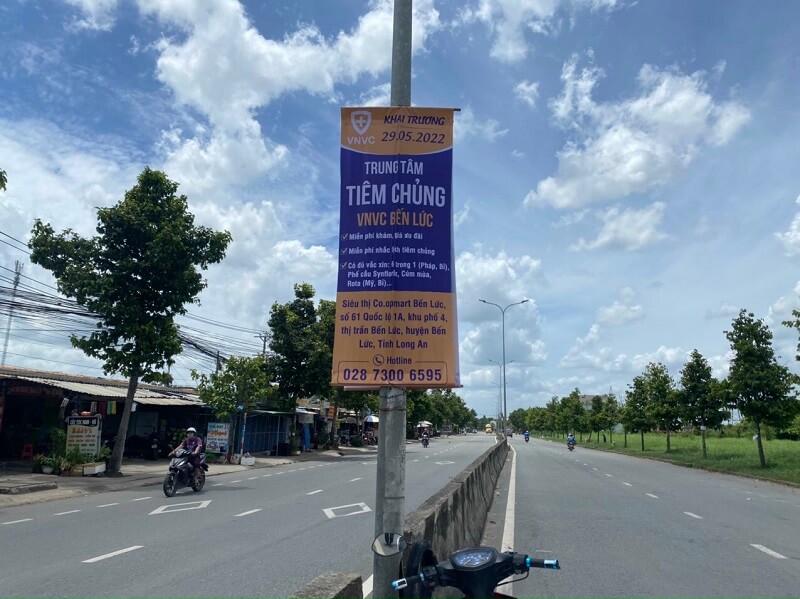 VNVC
KHAI TRƯƠNG
29.05.2022
TRUNG TÂM
TIÊM CHỦNG
VNVC BẾN LỨC
Miễn phí khám, giá ưu đãi
Miễn phí nhắc lịch tiêm chủng
Có đủ vắc xin: 6 trong 1 (Pháp, Bỉ),
Phế cầu Synflorix, Cúm mùa,
Rota (Mỹ, Bỉ)...
Siêu thị Co.opmart Bến Lức,
số 61 Quốc lộ 1A, khu phố 4,
thị trấn Bến Lức, huyện Bến
Lức, Tỉnh Long An
Hotline
028 7300 6595